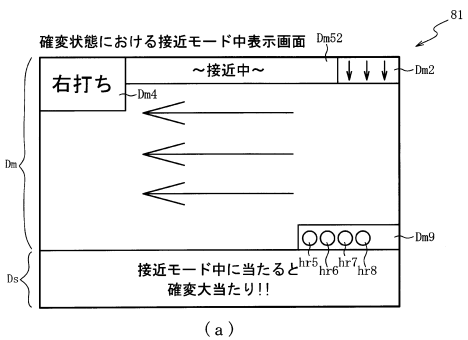 81
確変状態における接近モード中表示画面
Dm52
右打ち
～接近中～
Dm2
Dm4
Dm
Dm9
hr5
hr6
hr7
hr8
Ds
接近モード中に当たると
確変大当たり!!
(a)